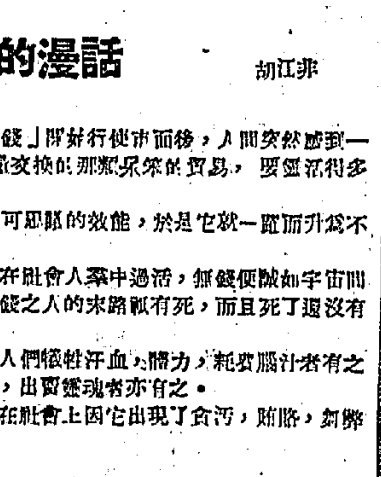 的漫話
胡江非
錢」開始行使市面後，人間突然感到一
交換的那類呆笨的貿易， 要靈活得多
可思議的效能，於是它就一躍而升爲不
在社會人羣中過活，無錢便誠如宇宙間
錢之人的末路祇有死，而且死了還沒有
人們犧牲汗血，體力，耗費腦汁者有之
，出賣靈魂者亦有之。
在社會上因它出現了貪污，賄賂，舞弊